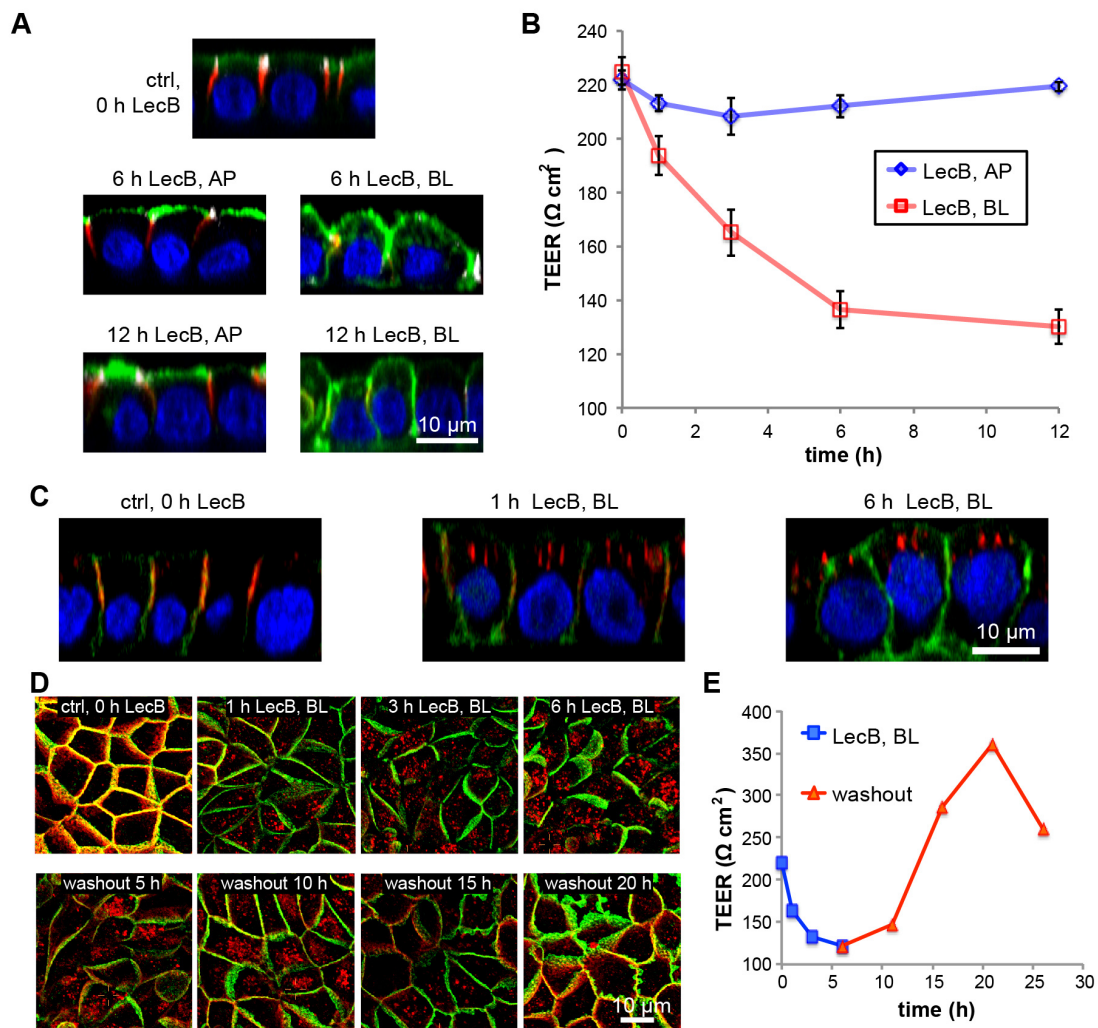 A
ctrl,
0 h LecB
6 h LecB, AP
6 h LecB, BL
12 h LecB, AP
12 h LecB, BL
10 µm
B
240
220
200
180
160
140
120
100
TEER (Ω cm²)
0
2
4
6
8
10
12
time (h)
LecB, AP
LecB, BL
C
ctrl, 0 h LecB
1 h LecB, BL
6 h LecB, BL
10 µm
D
ctrl, 0 h LecB
1 h LecB, BL
3 h LecB, BL
6 h LecB, BL
washout 5 h
washout 10 h
washout 15 h
washout 20 h
10 µm
E
400
350
300
250
200
150
100
TEER (Ω cm²)
0
5
10
15
20
25
30
time (h)
LecB, BL
washout